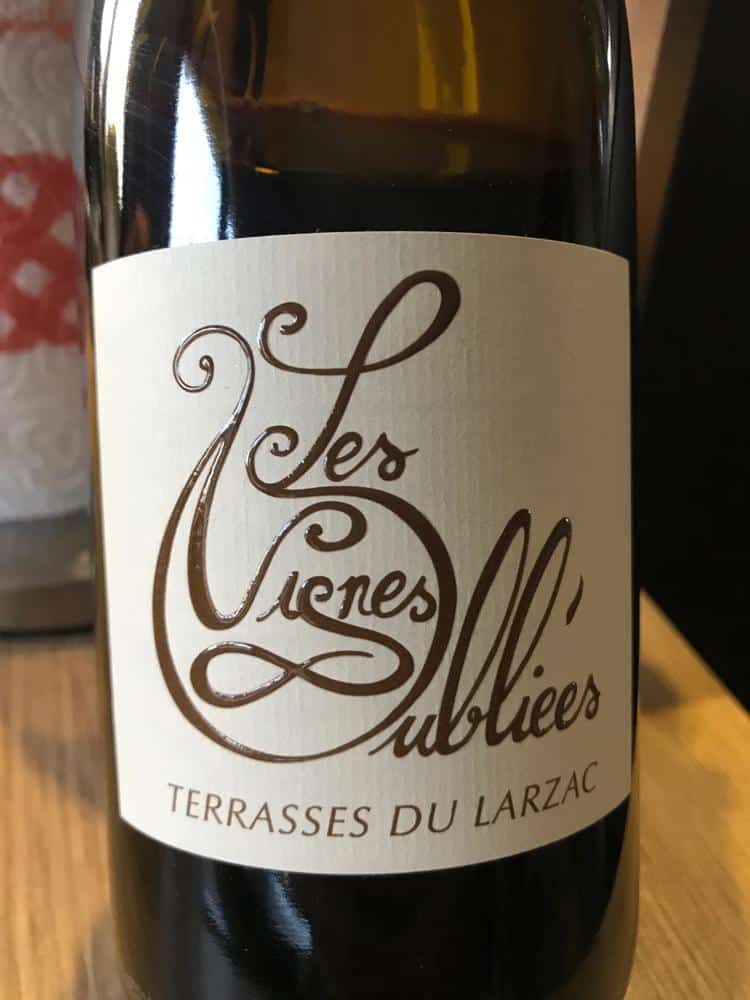 Les
Vignes
Oubliées
TERRASSES DU LARZAC